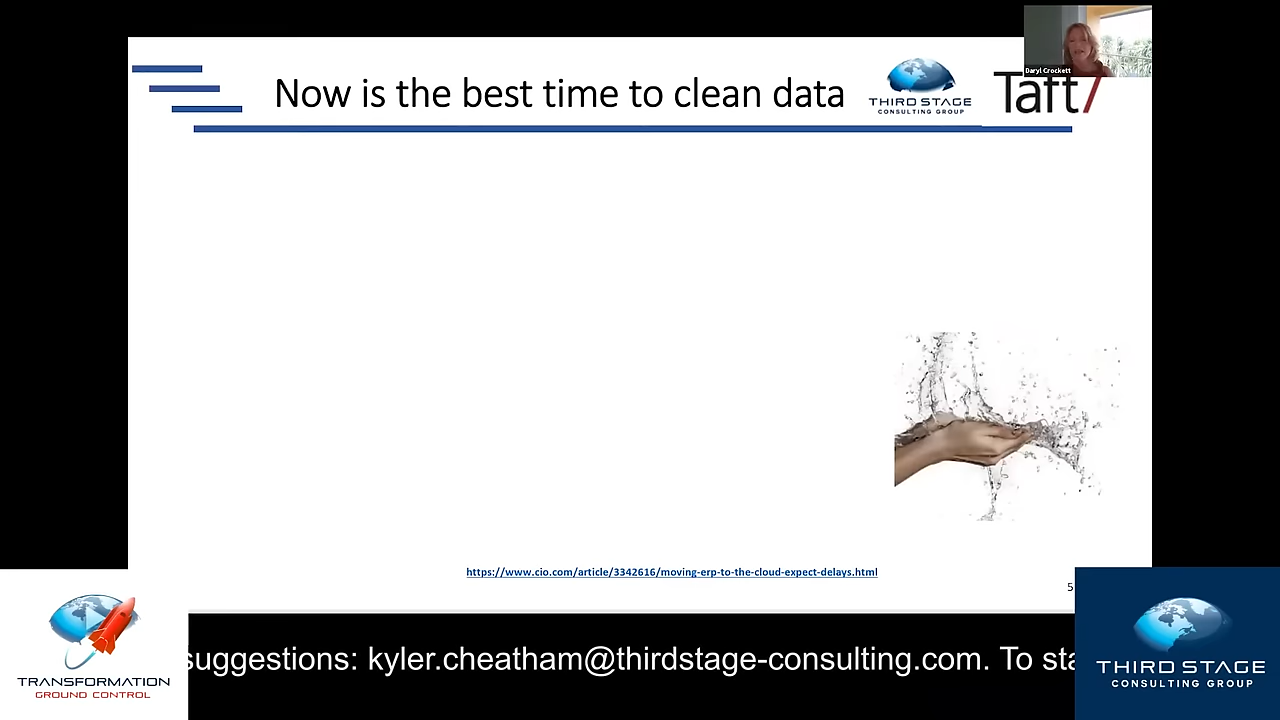 Now is the best time to clean data
THIRD STAGE
CONSULTING GROUP
Taft7
Daryl Crockett
https://www.cio.com/article/3342616/moving-erp-to-the-cloud-expect-delays.html
5
TRANSFORMATION
GROUND CONTROL
suggestions: kyler.cheatham@thirdstage-consulting.com. To sta
THIRD STAGE
CONSULTING GROUP